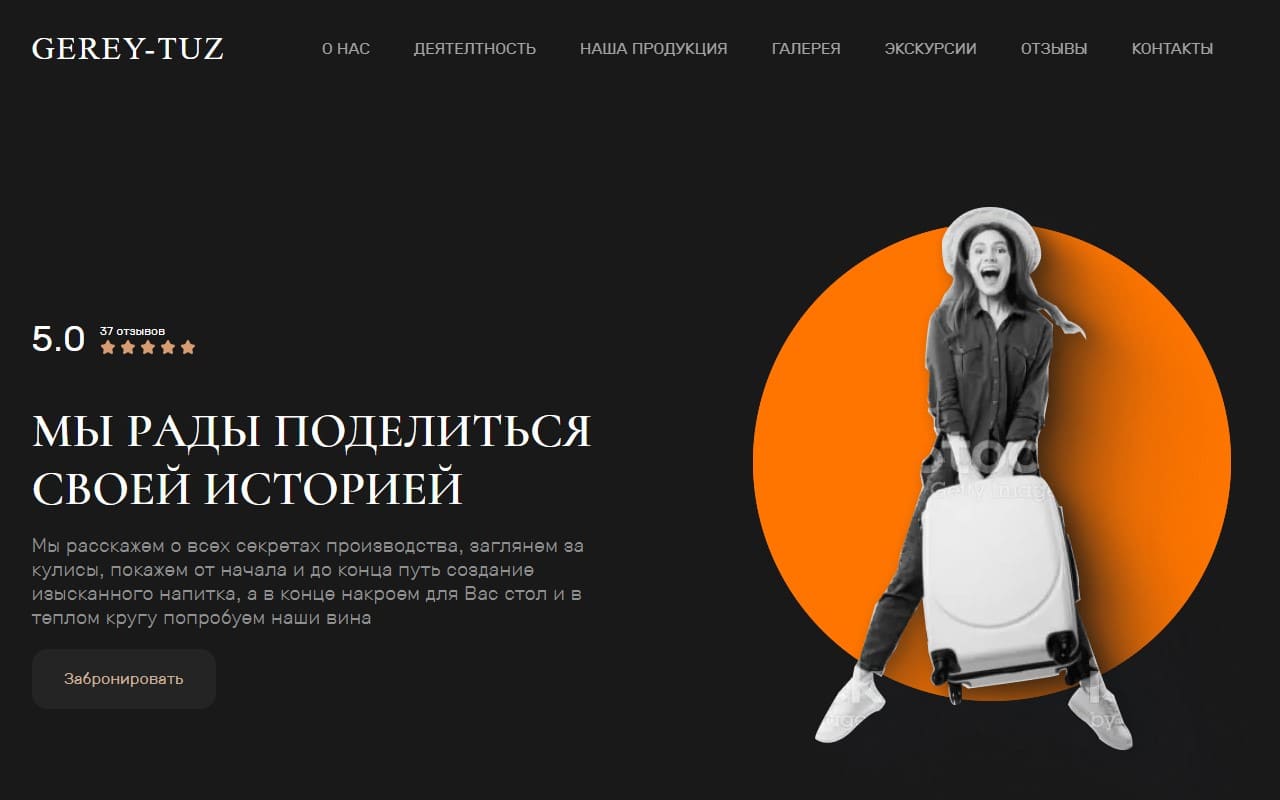 GEREY-TUZ
О НАС
ДЕЯТЕЛТНОСТЬ
НАША ПРОДУКЦИЯ
ГАЛЕРЕЯ
ЭКСКУРСИИ
ОТЗЫВЫ
КОНТАКТЫ
5.0
37 отзывов
МЫ РАДЫ ПОДЕЛИТЬСЯ
СВОЕЙ ИСТОРИЕЙ
Мы расскажем о всех секретах производства, заглянем за
кулисы, покажем от начала и до конца путь создание
изысканного напитка, а в конце накроем для Вас стол и в
теплом кругу попробуем наши вина
Забронировать